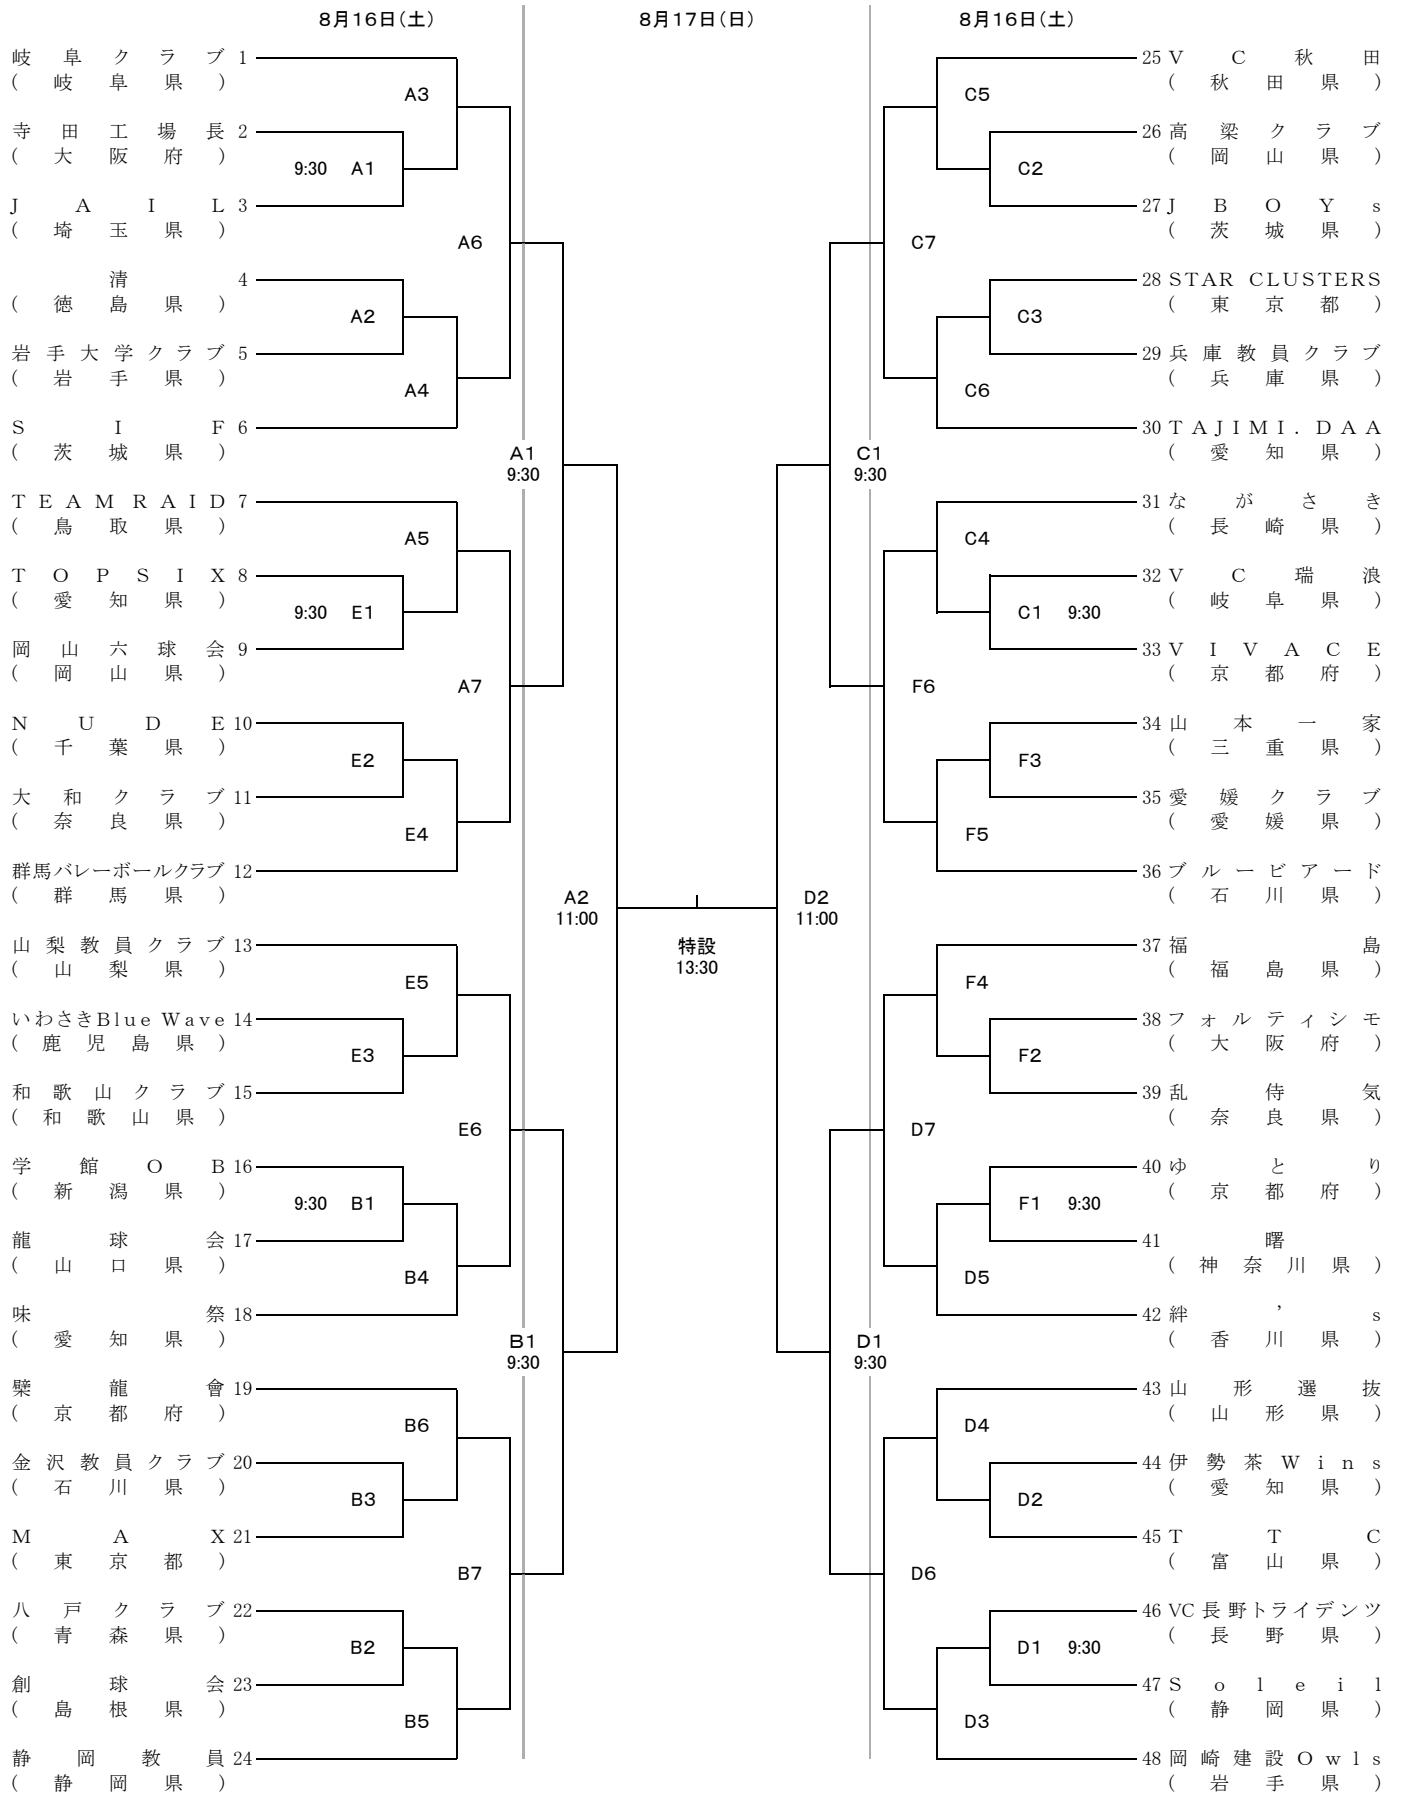 8月16日(土)
8月17日(日)
8月16日(土)
岐阜クラブ 1
(岐阜県)
A3
寺田工場長 2
(大阪府)
9:30 A1
JAIL 3
(埼玉県)
A6
清 4
(徳島県)
A2
岩手大学クラブ 5
(岩手県)
A4
SIF 6
(茨城県)
A1
9:30
TEAMRAID 7
(鳥取県)
A5
TOPSIX 8
(愛知県)
9:30 E1
岡山六球会 9
(岡山県)
A7
NUDE 10
(千葉県)
E2
大和クラブ 11
(奈良県)
E4
群馬バレーボールクラブ 12
(群馬県)
A2
11:00
山梨教員クラブ 13
(山梨県)
E5
いわさきBlue Wave 14
(鹿児島県)
E3
和歌山クラブ 15
(和歌山県)
E6
学館OB 16
(新潟県)
9:30 B1
龍球会 17
(山口県)
B4
味祭 18
(愛知県)
B1
9:30
龍會 19
(京都府)
B6
金沢教員クラブ 20
(石川県)
B3
MAX 21
(東京都)
B7
八戸クラブ 22
(青森県)
B2
創球会 23
(島根県)
B5
静岡教員 24
(静岡県)
特設
13:30
25 VC秋田
(秋田県)
C5
26 高梁クラブ
(岡山県)
C2
27 JBOYs
(茨城県)
C7
28 STAR CLUSTERS
(東京都)
C3
29 兵庫教員クラブ
(兵庫県)
C6
30 TAJIMI.DAA
(愛知県)
C1
9:30
31 ながさき
(長崎県)
C4
32 VC瑞浪
(岐阜県)
C1 9:30
33 VIVACE
(京都府)
F6
34 山本一家
(三重県)
F3
35 愛媛クラブ
(愛媛県)
F5
36 ブルービアード
(石川県)
D2
11:00
37 福島
(福島県)
F4
38 フォルティシモ
(大阪府)
F2
39 乱侍気
(奈良県)
D7
40 ゆとり
(京都府)
F1 9:30
41 曙
(神奈川県)
D5
42 絆's
(香川県)
D1
9:30
43 山形選抜
(山形県)
D4
44 伊勢茶Wins
(愛知県)
D2
45 TTC
(富山県)
D6
46 VC長野トライデンツ
(長野県)
D1 9:30
47 Soleil
(静岡県)
D3
48 岡崎建設Owls
(岩手県)